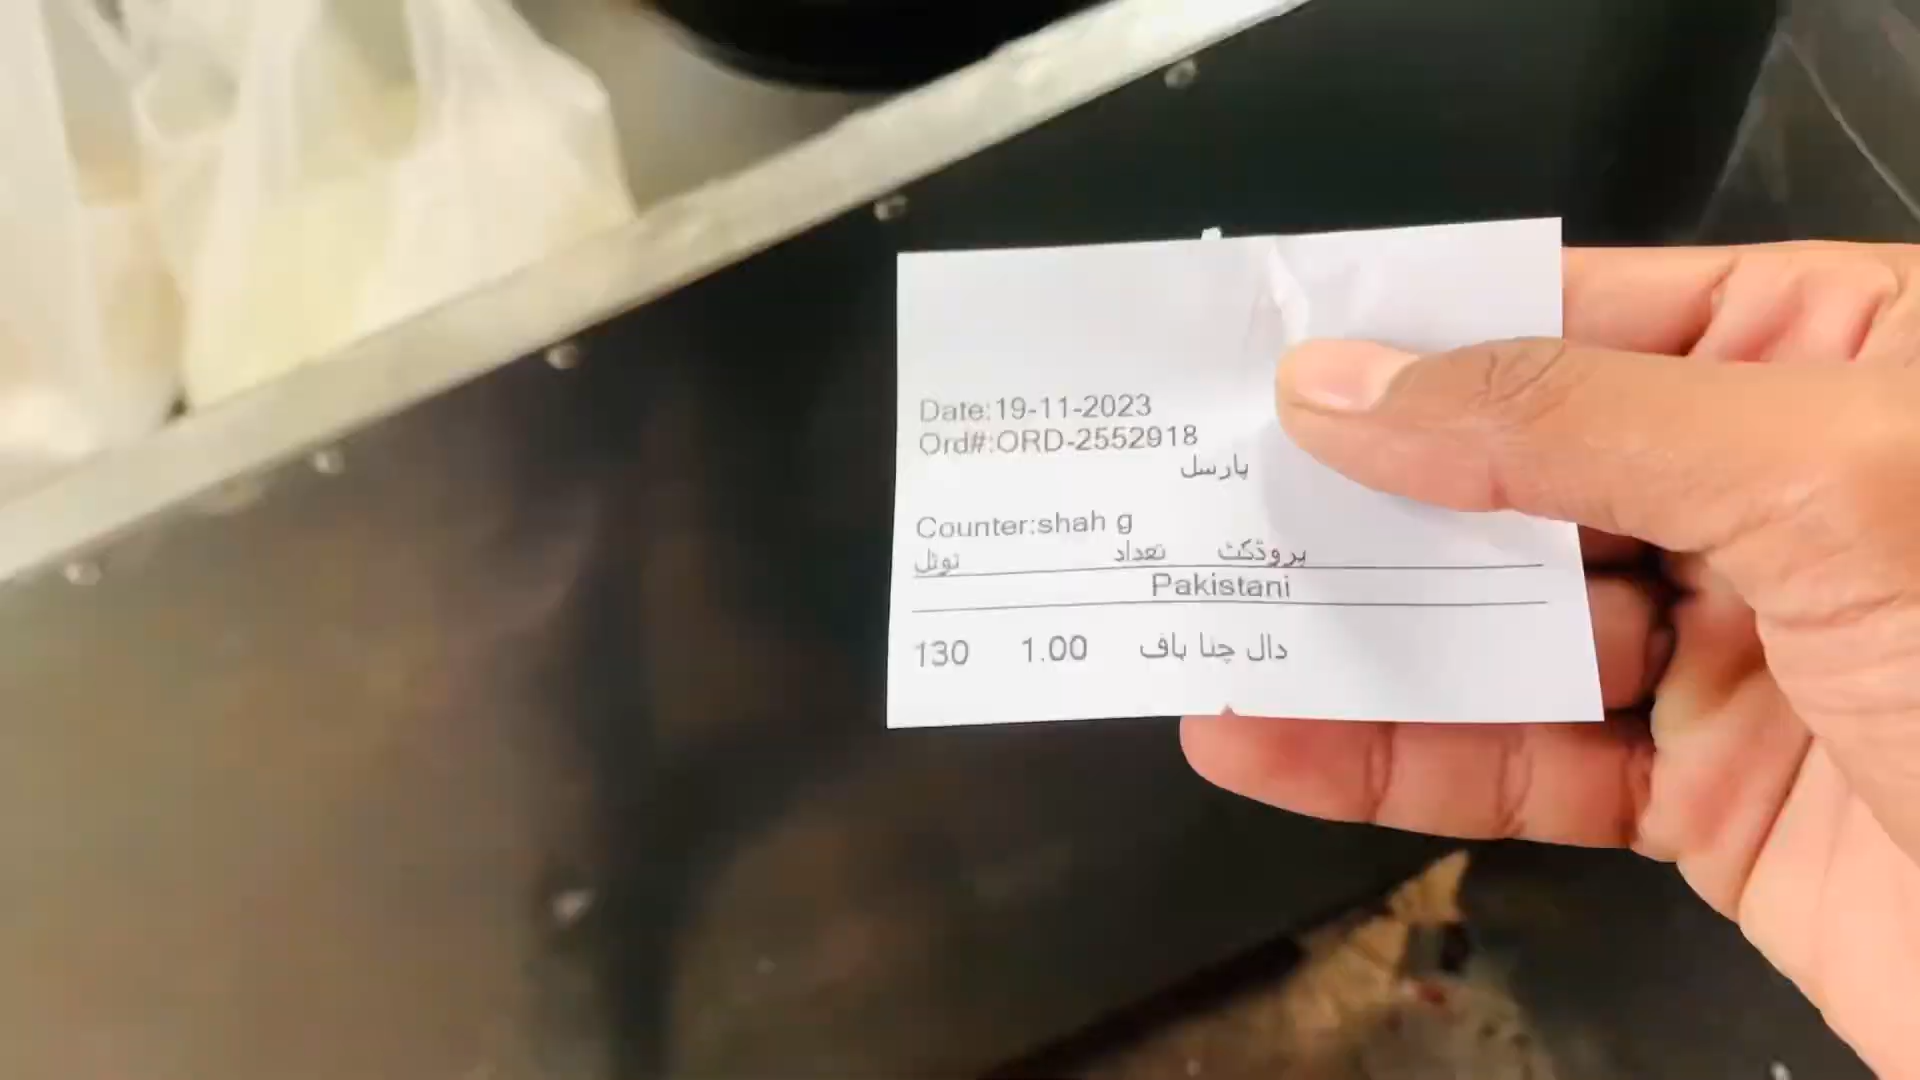 Date:19-11-2023
Ord#:ORD-2552918
پارسل
Counter:shah g
پروڈکٹ تعداد ٹوٹل
Pakistani
دال چنا ہاف 1.00 130